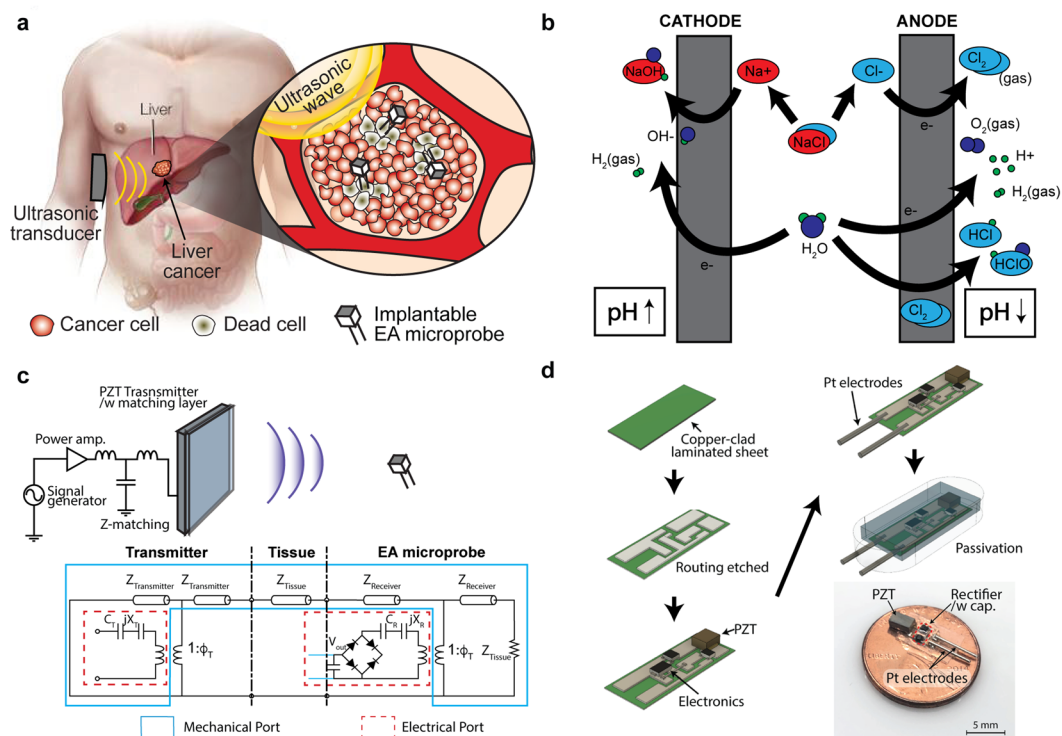 a
Liver
Ultrasonic
wave
Ultrasonic
transducer
Liver
cancer
Cancer cell
Dead cell
Implantable
EA microprobe
b
CATHODE
ANODE
NaOH
Na+
Cl-
Cl2
(gas)
e-
O2(gas)
OH-
NaCl
H+
H2(gas)
H2(gas)
e-
HCl
H2O
e-
HClO
pH ↑
Cl2
pH ↓
c
PZT Trasnmitter
/w matching layer
Power amp.
Signal
generator
Z-matching
Transmitter
Tissue
EA microprobe
ZTransmitter
ZTransmitter
ZTissue
ZReceiver
ZReceiver
CT
jXT
1:ϕT
Vout
CR
jXR
1:ϕT
ZTissue
Mechanical Port
Electrical Port
d
Copper-clad
laminated sheet
Routing etched
PZT
Electronics
Pt electrodes
Passivation
PZT
Rectifier
/w cap.
Pt electrodes
5 mm